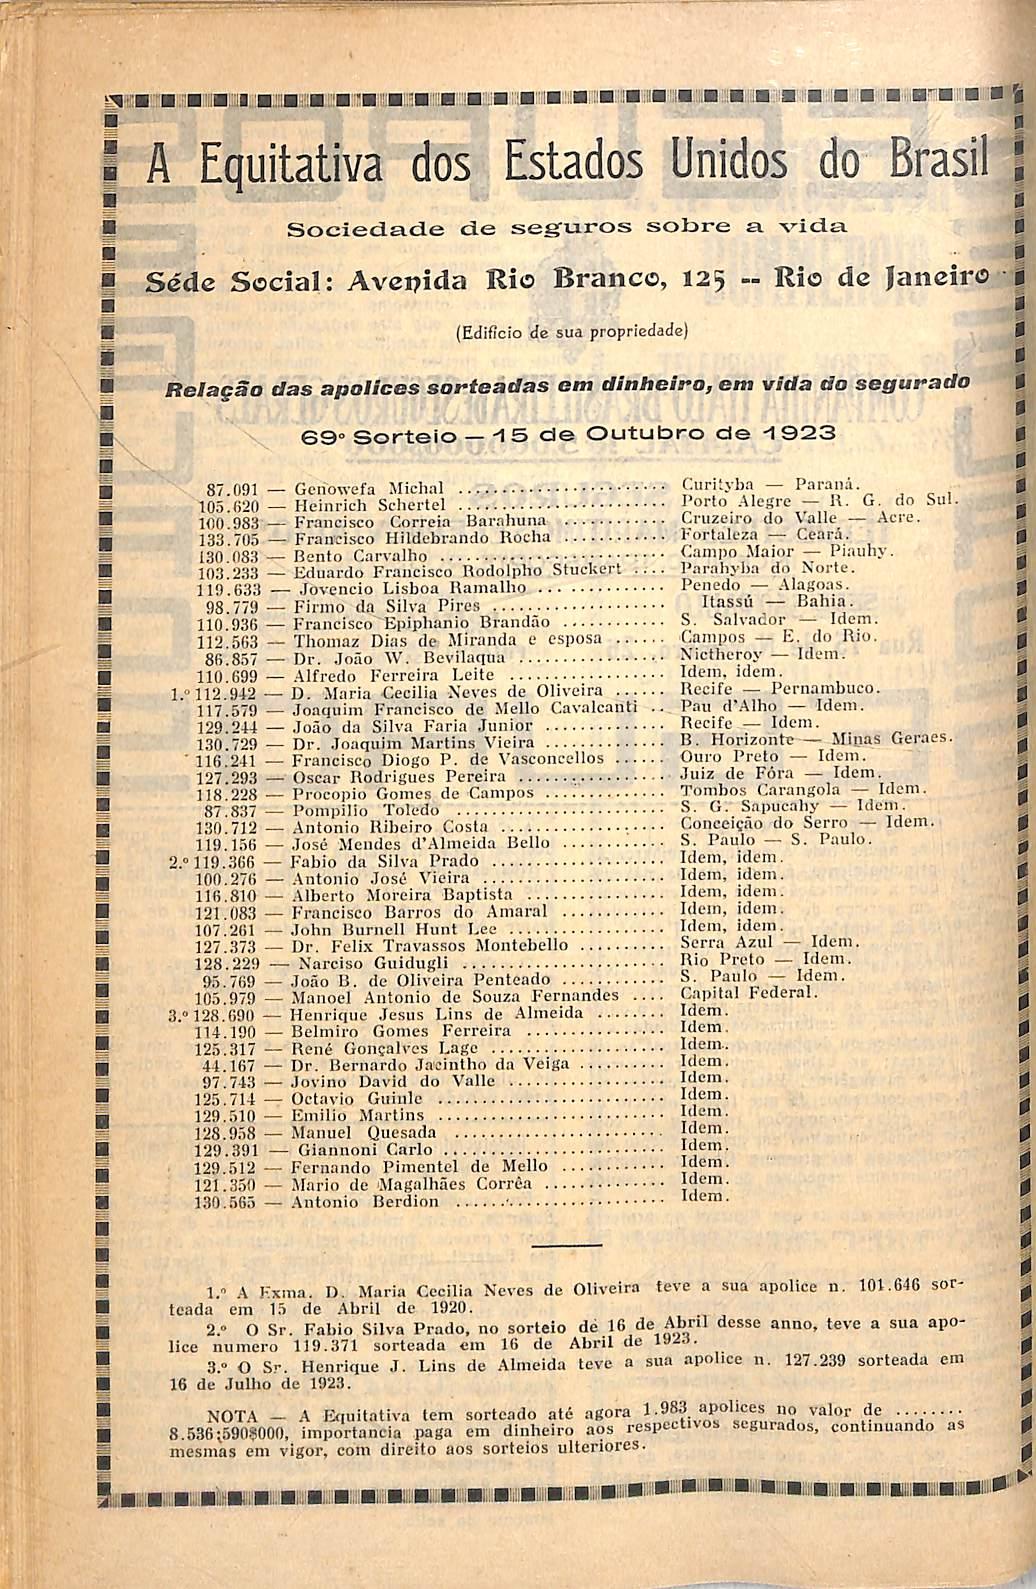 A Equitativa dos Estados Unidos do Brasil
Sociedade de seguros sobre a vida
Séde Social: Avenida Rio Branco, 125 -- Rio de Janeiro
(Edificio de sua propriedade)
Relação das apolices sorteadas em dinheiro, em vida do segurado
69º Sorteio — 15 de Outubro de 1923
87.091 — Genowefa Michal ........................ Curityba — Paraná.
105.620 — Heinrich Schertel ........................ Porto Alegre — R. G. do Sul.
100.983 — Francisco Correia Barahuna ............ Cruzeiro do Valle — Acre.
133.705 — Francisco Hildebrando Rocha ............ Fortaleza — Ceará.
130.083 — Bento Carvalho .......................... Campo Maior — Piauhy.
103.233 — Eduardo Francisco Rodolpho Stuckert .... Parahyba do Norte.
119.633 — Jovencio Lisboa Ramalho ............... Penedo — Alagoas.
98.779 — Firmo da Silva Pires .................... Itassú — Bahia.
110.936 — Francisco Epiphanio Brandão ............ S. Salvador — Idem.
112.563 — Thomaz Dias de Miranda e esposa ...... Campos — E. do Rio.
86.857 — Dr. João W. Bevilaqua ................. Nictheroy — Idem.
110.699 — Alfredo Ferreira Leite .................. Idem, idem.
1.º 112.942 — D. Maria Cecilia Neves de Oliveira ...... Recife — Pernambuco.
117.579 — Joaquim Francisco de Mello Cavalcanti .. Pau d'Alho — Idem.
129.244 — João da Silva Faria Junior .............. Recife — Idem.
130.729 — Dr. Joaquim Martins Vieira .............. B. Horizonte — Minas Geraes.
116.241 — Francisco Diogo P. de Vasconcellos ...... Ouro Preto — Idem.
127.293 — Oscar Rodrigues Pereira ................. Juiz de Fóra — Idem.
118.228 — Procopio Gomes de Campos .............. Tombos Carangola — Idem.
87.837 — Pompilio Toledo ........................ S. G. Sapucahy — Idem.
130.712 — Antonio Ribeiro Costa ................... Conceição do Serro — Idem.
119.156 — José Mendes d'Almeida Bello ............ S. Paulo — S. Paulo.
2.º 119.366 — Fabio da Silva Prado .................... Idem, idem.
100.276 — Antonio José Vieira ..................... Idem, idem.
116.810 — Alberto Moreira Baptista ................ Idem, idem.
121.083 — Francisco Barros do Amaral ............ Idem, idem.
107.261 — John Burnell Hunt Lee .................. Idem, idem.
127.373 — Dr. Felix Travassos Montebello .......... Serra Azul — Idem.
128.229 — Narciso Guidugli ....................... Rio Preto — Idem.
95.769 — João B. de Oliveira Penteado ............ S. Paulo — Idem.
105.979 — Manoel Antonio de Souza Fernandes .... Capital Federal.
3.º 128.690 — Henrique Jesus Lins de Almeida ........ Idem.
114.190 — Belmiro Gomes Ferreira ................ Idem.
125.317 — René Gonçalves Lage .................... Idem.
44.167 — Dr. Bernardo Jacintho da Veiga .......... Idem.
97.743 — Jovino David do Valle .................. Idem.
125.714 — Octavio Guinle ......................... Idem.
129.510 — Emilio Martins .......................... Idem.
128.958 — Manuel Quesada ........................ Idem.
129.391 — Giannoni Carlo ......................... Idem.
129.512 — Fernando Pimentel de Mello ............ Idem.
121.350 — Mario de Magalhães Corrêa .............. Idem.
130.565 — Antonio Berdion ........................ Idem.
1.º A Exma. D. Maria Cecilia Neves de Oliveira teve a sua apolice n. 101.646 sor-
teada em 15 de Abril de 1920.
2.º O Sr. Fabio Silva Prado, no sorteio de 16 de Abril desse anno, teve a sua apo-
lice numero 119.371 sorteada em 16 de Abril de 1923.
3.º O Sr. Henrique J. Lins de Almeida teve a sua apolice n. 127.239 sorteada em
16 de Julho de 1923.
NOTA — A Equitativa tem sorteado até agora 1.983 apolices no valor de ........
8.536:590$000, importancia paga em dinheiro aos respectivos segurados, continuando as
mesmas em vigor, com direito aos sorteios ulteriores.